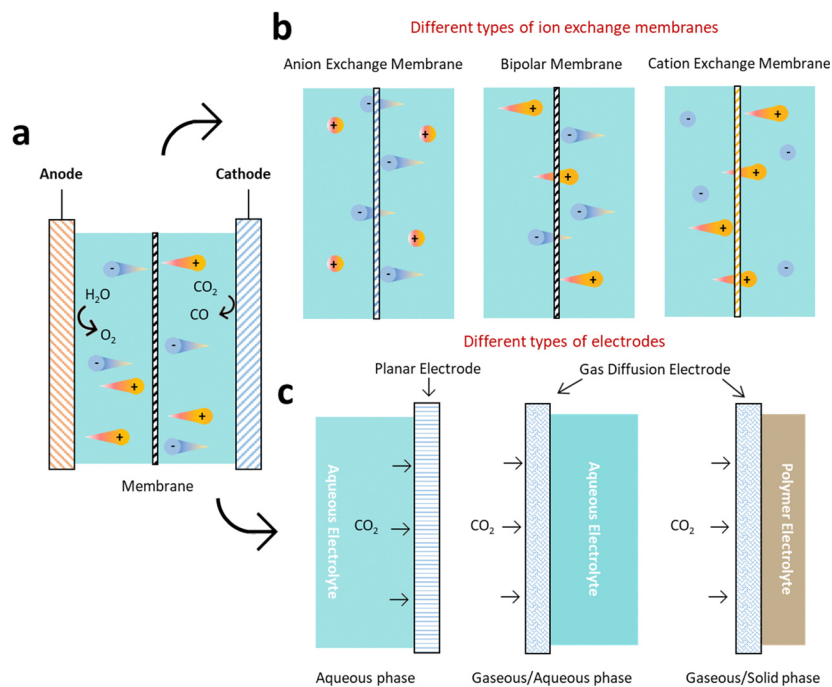 b
Different types of ion exchange membranes
Anion Exchange Membrane
Bipolar Membrane
Cation Exchange Membrane
a
Anode
Cathode
H₂O
O₂
CO₂
CO
Membrane
-
-
+
+
+
+
-
-
-
+
+
-
-
+
+
-
+
-
+
-
-
+
-
+
-
+
-
+
+
-
Different types of electrodes
c
Planar Electrode
Gas Diffusion Electrode
Aqueous Electrolyte
CO₂
CO₂
Aqueous Electrolyte
CO₂
Polymer Electrolyte
Aqueous phase
Gaseous/Aqueous phase
Gaseous/Solid phase